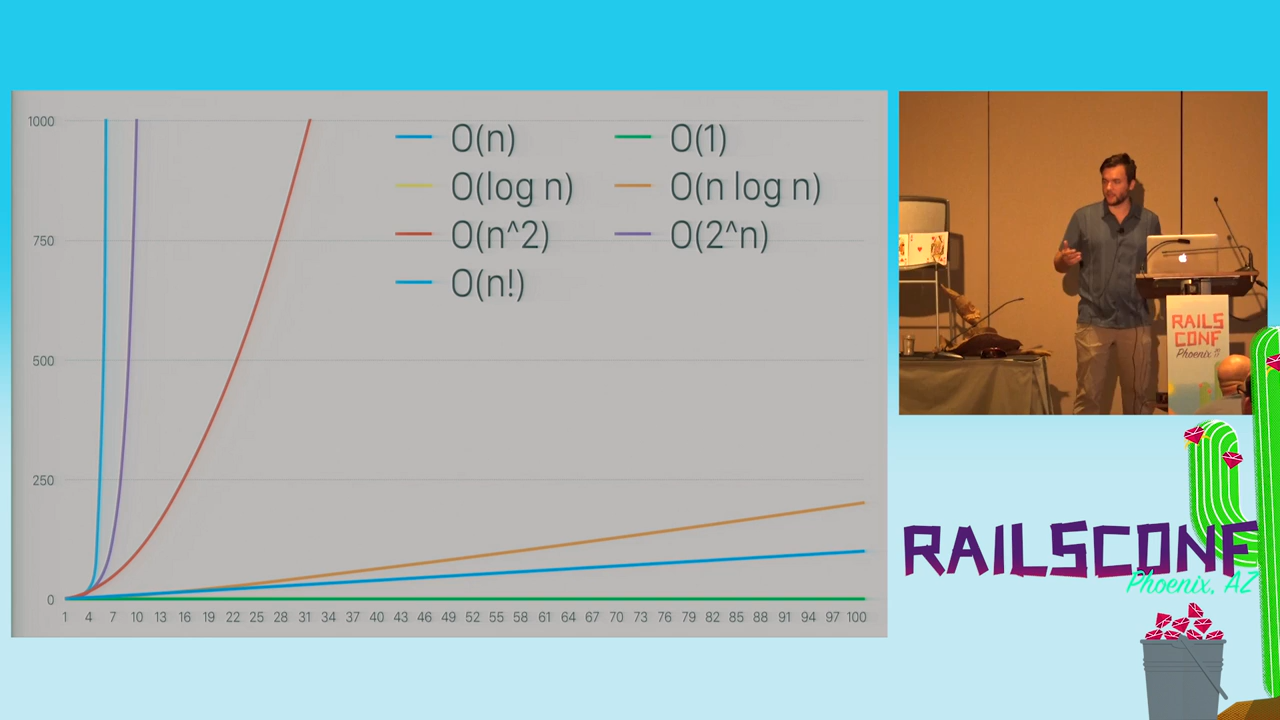 1000
750
500
250
0
O(n)
O(1)
O(log n)
O(n log n)
O(n^2)
O(2^n)
O(n!)
1 4 7 10 13 16 19 22 25 28 31 34 37 40 43 46 49 52 55 58 61 64 67 70 73 76 79 82 85 88 91 94 97 100
RAILS
CONF
Phoenix
RAILSCONF
Phoenix, AZ